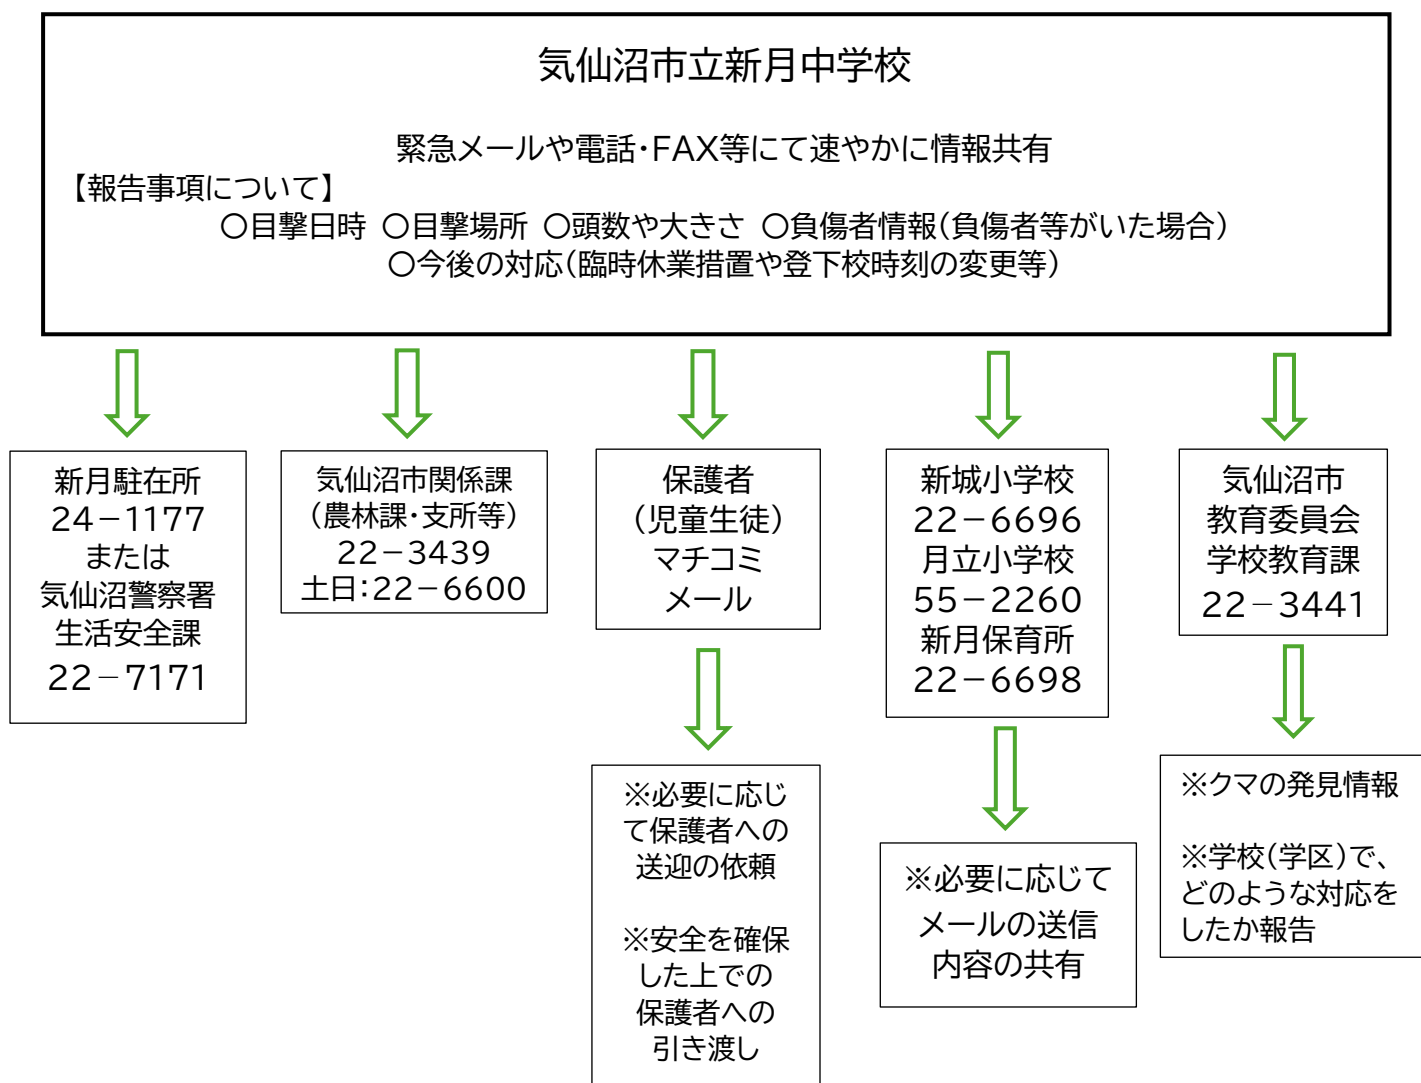 気仙沼市立新月中学校
緊急メールや電話・FAX等にて速やかに情報共有
【報告事項について】
〇目撃日時 〇目撃場所 〇頭数や大きさ 〇負傷者情報(負傷者等がいた場合)
〇今後の対応(臨時休業措置や登下校時刻の変更等)
新月駐在所
24-1177
または
気仙沼警察署
生活安全課
22-7171
気仙沼市関係課
(農林課・支所等)
22-3439
土日:22-6600
保護者
(児童生徒)
マチコミ
メール
新城小学校
22-6696
月立小学校
55-2260
新月保育所
22-6698
気仙沼市
教育委員会
学校教育課
22-3441
※必要に応じ
て保護者への
送迎の依頼
※安全を確保
した上での
保護者への
引き渡し
※必要に応じて
メールの送信
内容の共有
※クマの発見情報
※学校(学区)で、
どのような対応を
したか報告